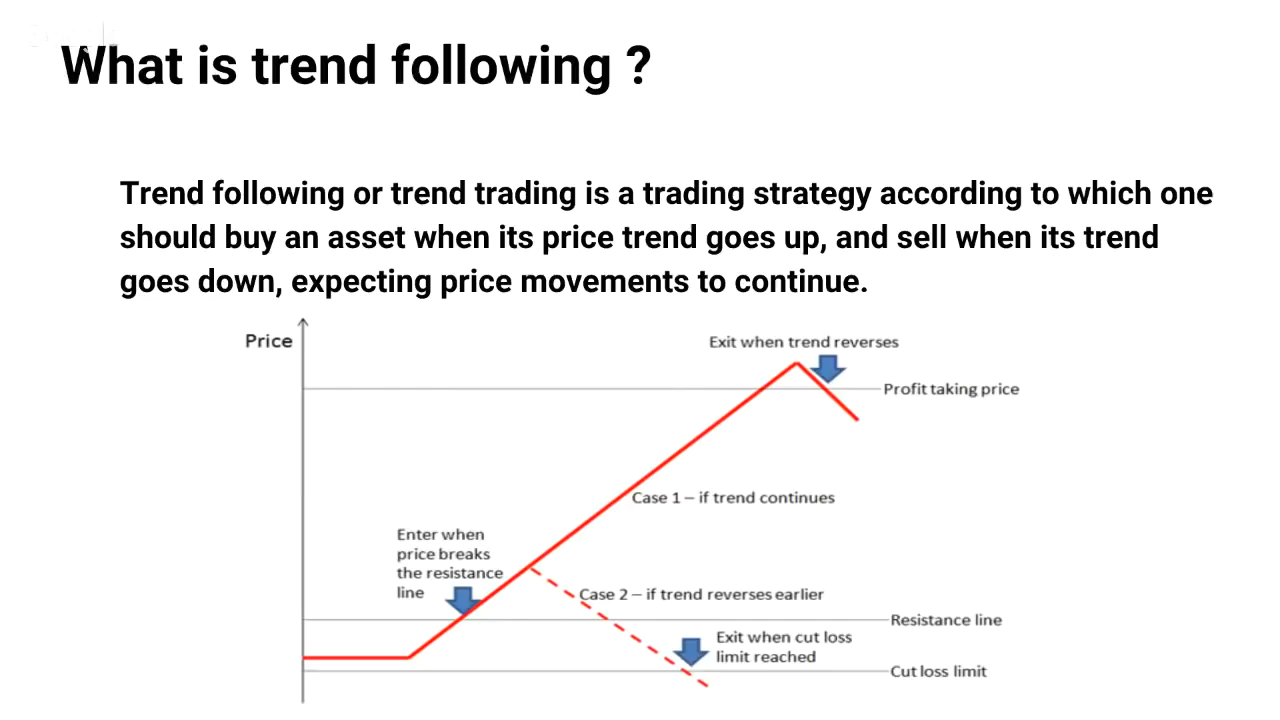 What is trend following ?
Trend following or trend trading is a trading strategy according to which one
should buy an asset when its price trend goes up, and sell when its trend
goes down, expecting price movements to continue.
Price
Exit when trend reverses
Profit taking price
Case 1 – if trend continues
Enter when
price breaks
the resistance
line
Case 2 – if trend reverses earlier
Resistance line
Exit when cut loss
limit reached
Cut loss limit